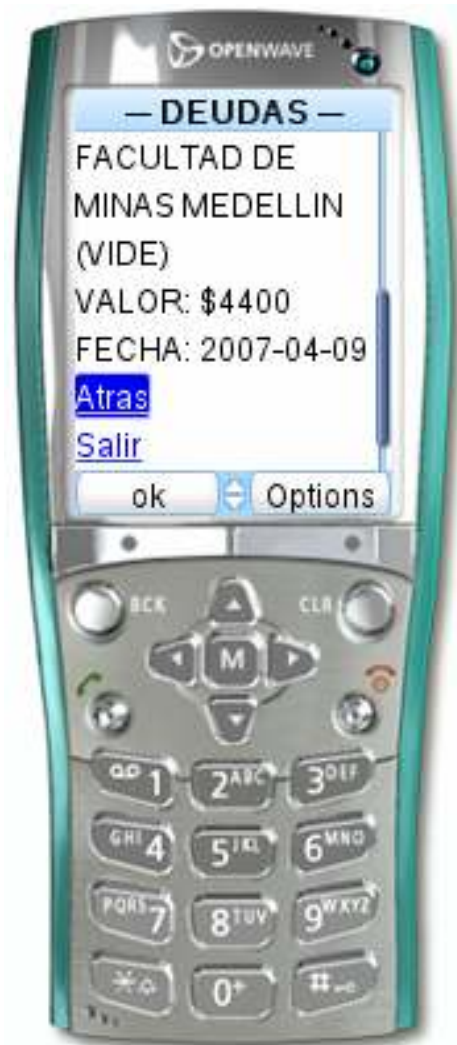 OPENWAVE
— DEUDAS —
FACULTAD DE
MINAS MEDELLIN
(VIDE)
VALOR: $4400
FECHA: 2007-04-09
Atras
Salir
ok Options
BCK CLR
M
1 2ABC 3DEF
GHI4 5JKL 6MNO
PQRS7 8TUV 9WXYZ
* 0+ #